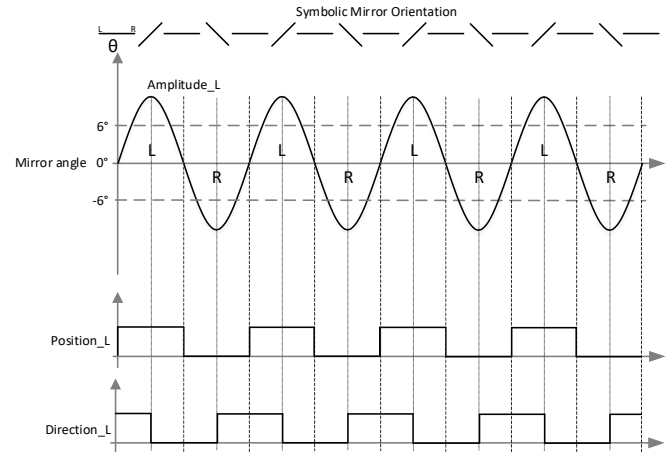 Symbolic Mirror Orientation
L R
θ
Amplitude_L
6°
L L L L
Mirror angle 0°
R R R R
-6°
Position_L
Direction_L